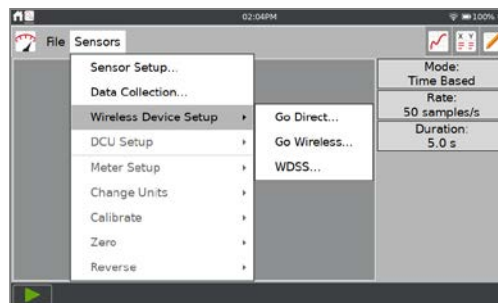 02:04PM
100%
File Sensors
X Y
Sensor Setup...
Data Collection...
Wireless Device Setup
DCU Setup
Meter Setup
Change Units
Calibrate
Zero
Reverse
Go Direct...
Go Wireless...
WDSS...
Mode:
Time Based
Rate:
50 samples/s
Duration:
5.0 s